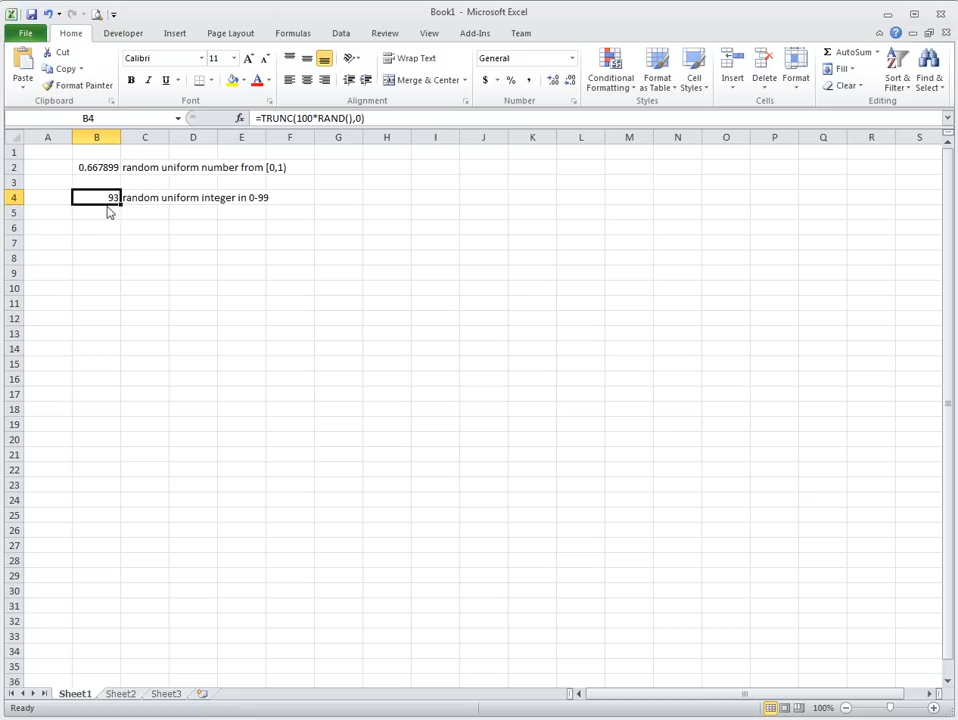 Book1 - Microsoft Excel
File Home Developer Insert Page Layout Formulas Data Review View Add-Ins Team
Paste Cut Copy Format Painter Clipboard
Calibri 11 A A B I U A Font
Wrap Text Merge & Center Alignment
General $ % , .0 .00 .00 .0 Number
Conditional Formatting Format as Table Cell Styles Styles
Insert Delete Format Cells
Σ AutoSum Fill Clear Sort & Filter Find & Select Editing
B4 fx =TRUNC(100*RAND(),0)
A B C D E F G H I J K L M N O P Q R S
1
2 0.667899 random uniform number from [0,1)
3
4 93 random uniform integer in 0-99
5
6
7
8
9
10
11
12
13
14
15
16
17
18
19
20
21
22
23
24
25
26
27
28
29
30
31
32
33
34
35
36
Sheet1 Sheet2 Sheet3
Ready 100%